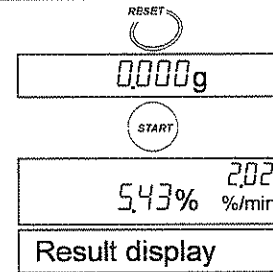 RESET
0.000g
START
2.02
5.43% %/min
Result display